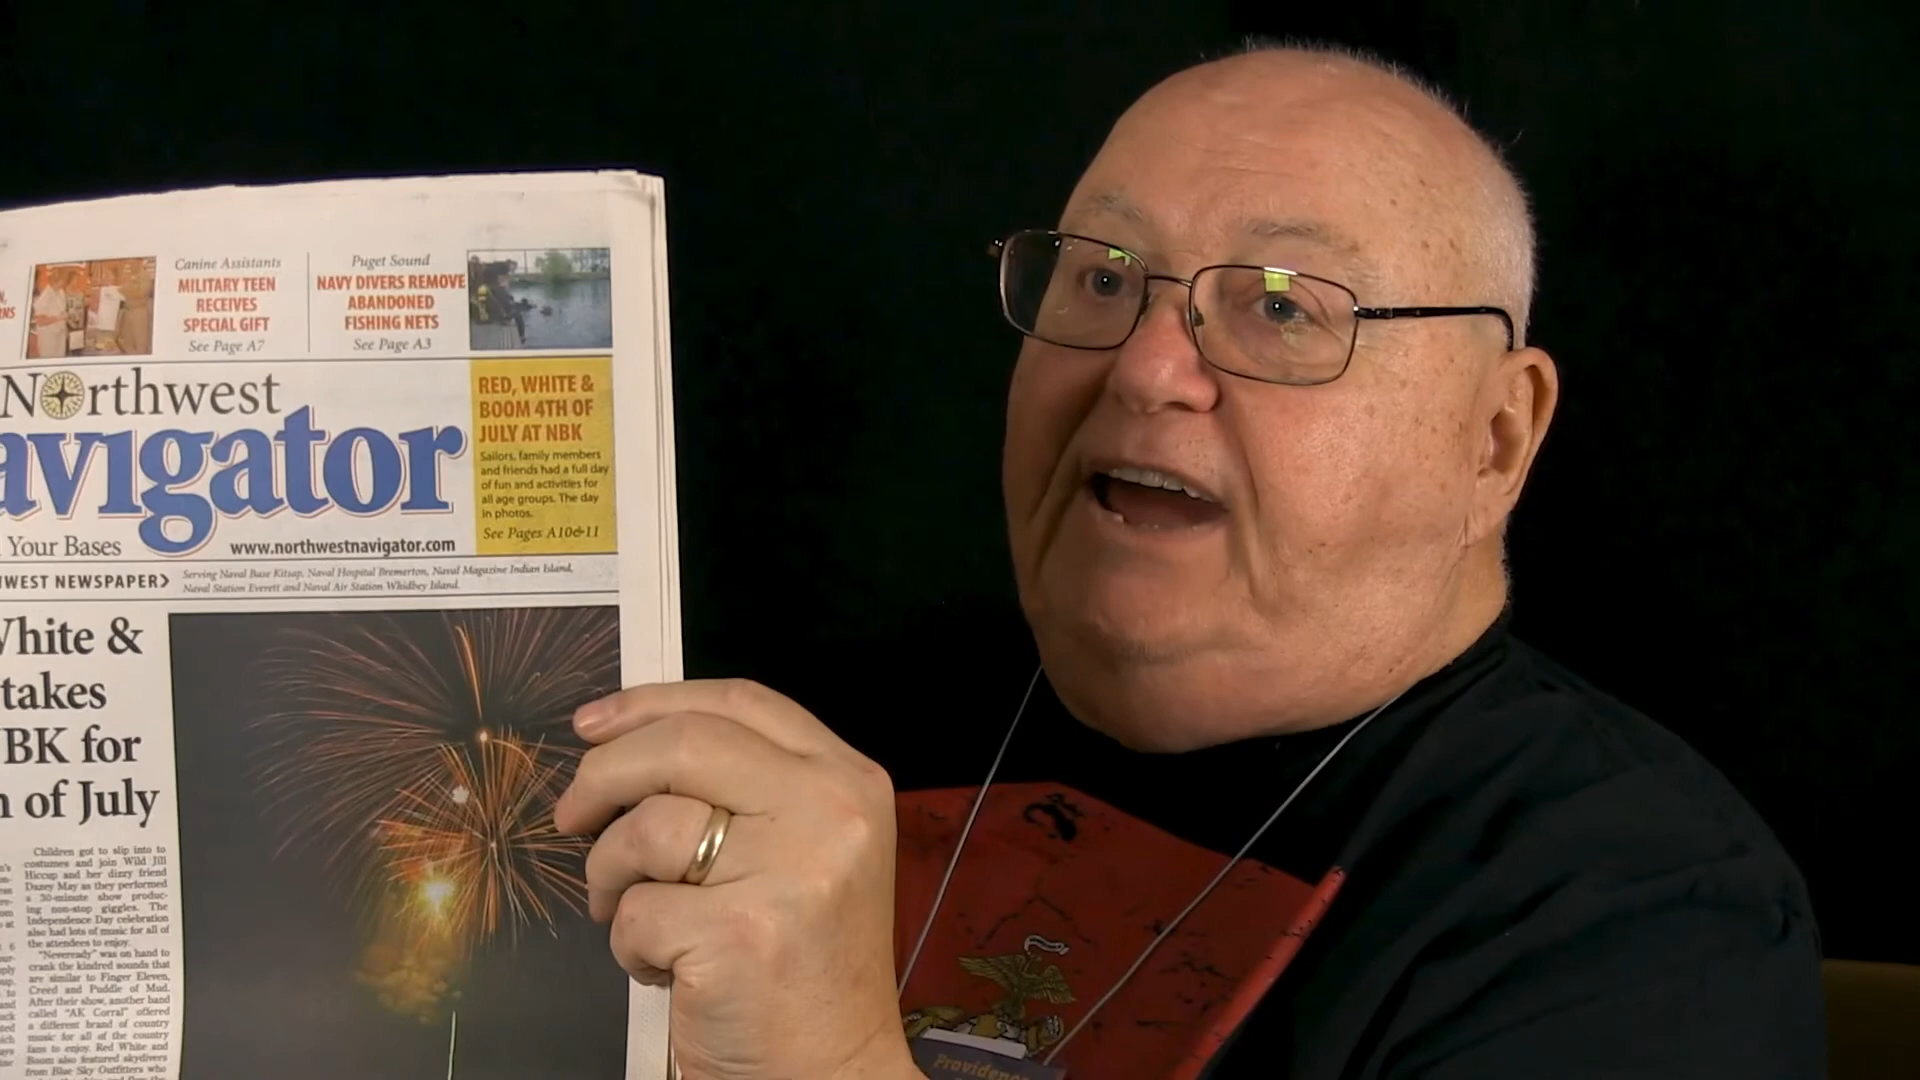 Canine Assistants
MILITARY TEEN
RECEIVES
SPECIAL GIFT
See Page A7
Puget Sound
NAVY DIVERS REMOVE
ABANDONED
FISHING NETS
See Page A3
Northwest
avigator
Your Bases
www.northwestnavigator.com
RED, WHITE &
BOOM 4TH OF
JULY AT NBK
Sailors, family members
and friends had a full day
of fun and activities for
all age groups. The day
in photos.
See Pages A10&11
WEST NEWSPAPER>
Serving Naval Base Kitsap, Naval Hospital Bremerton, Naval Magazine Indian Island,
Naval Station Everett and Naval Air Station Whidbey Island.
White &
takes
BK for
of July
Children got to slip into to
costumes and join Wild Jill
Hiccup and her dizzy friend
Dazey May as they performed
a 30-minute show produc-
ing non-stop giggles. The
Independence Day celebration
also had lots of music for all of
the attendees to enjoy.
"Neveready" was on hand to
crank the kindred sounds that
are similar to Finger Eleven,
Creed and Puddle of Mud.
After their show, another band
called "AK Corral" offered
a different brand of country
music for all of the country
fans to enjoy. Red White and
Boom also featured skydivers
from Blue Sky Outfitters who
Providence